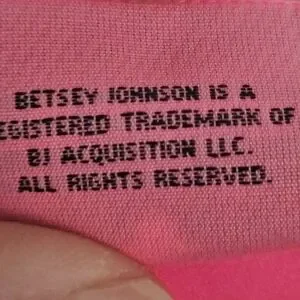 BETSEY JOHNSON IS A
EGISTERED TRADEMARK OF
BJ ACQUISITION LLC.
ALL RIGHTS RESERVED.